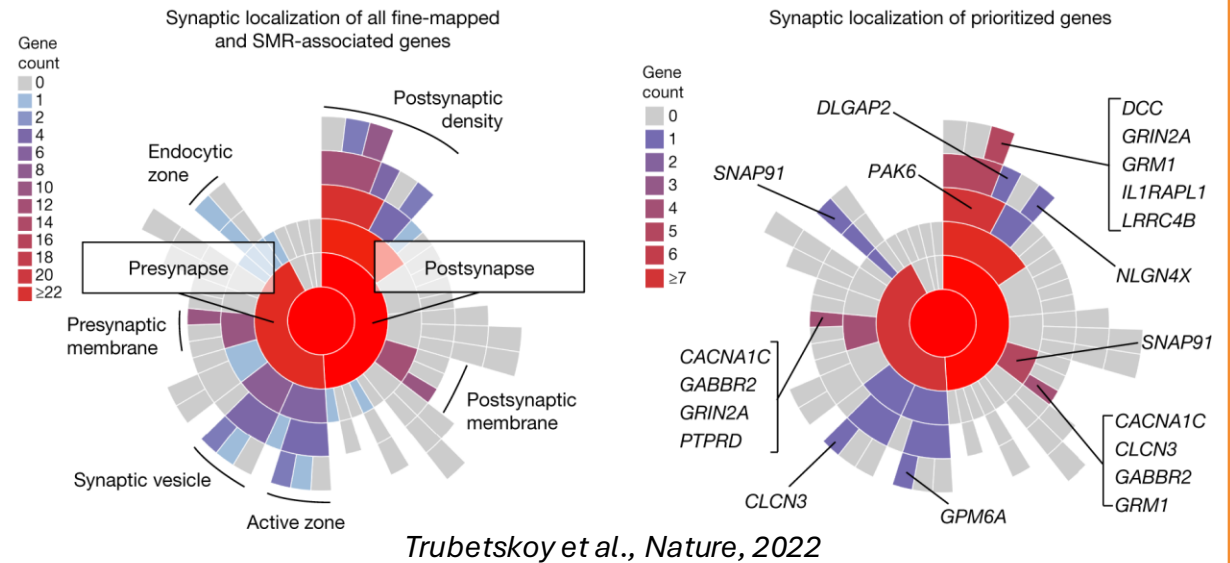 Synaptic localization of all fine-mapped
and SMR-associated genes
Gene
count
0
1
2
4
6
8
10
12
14
16
18
20
≥22
Postsynaptic
density
Endocytic
zone
Presynapse
Postsynapse
Presynaptic
membrane
Postsynaptic
membrane
Synaptic vesicle
Active zone
Synaptic localization of prioritized genes
Gene
count
0
1
2
3
4
5
6
≥7
DLGAP2
SNAP91
PAK6
DCC
GRIN2A
GRM1
IL1RAPL1
LRRC4B
NLGN4X
SNAP91
CACNA1C
GABBR2
GRIN2A
PTPRD
CACNA1C
CLCN3
GABBR2
GRM1
CLCN3
GPM6A
Trubetskoy et al., Nature, 2022